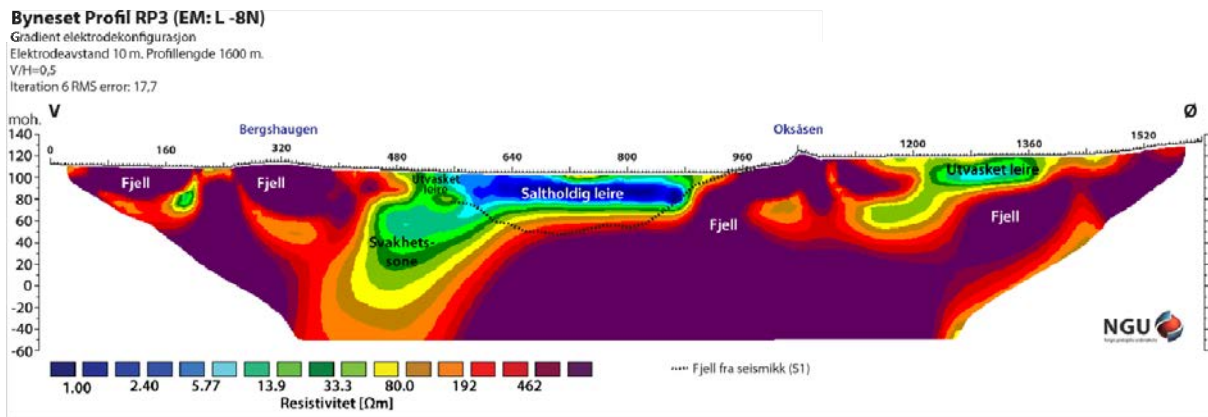 Byneset Profil RP3 (EM: L -8N)
Gradient elektrodekonfigurasjon
Elektrodeavstand 10 m. Profillengde 1600 m.
V/H=0,5
Iteration 6 RMS error: 17,7
V
Ø
moh.
Bergshaugen
Oksåsen
0 160 320 480 640 800 960 1200 1360 1520
140
120
100
80
60
40
20
0
-20
-40
-60
Fjell
Fjell
Utvasket leire
Saltholdig leire
Utvasket leire
Fjell
Fjell
Svakhets-
sone
NGU
1.00 2.40 5.77 13.9 33.3 80.0 192 462
Resistivitet [Ωm]
Fjell fra seismikk (S1)